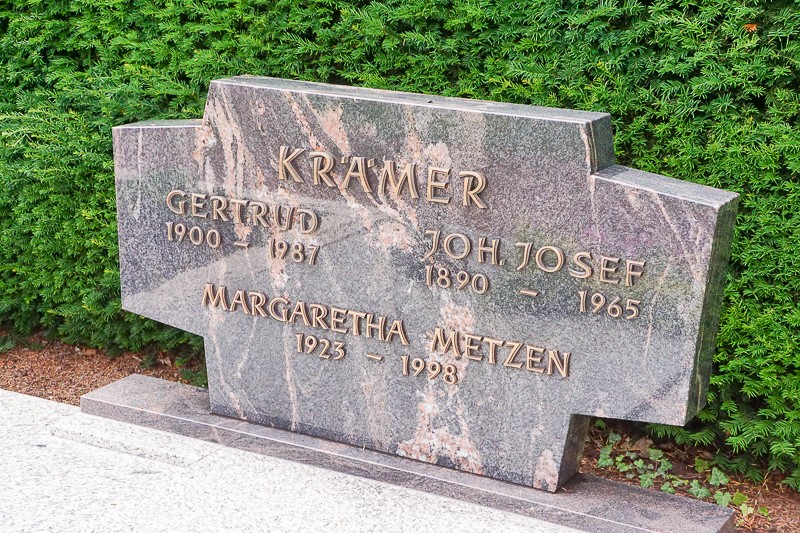 KRÄMER
GERTRUD
1900 – 1987
JOH. JOSEF
1890 – 1965
MARGARETHA METZEN
1923 – 1998